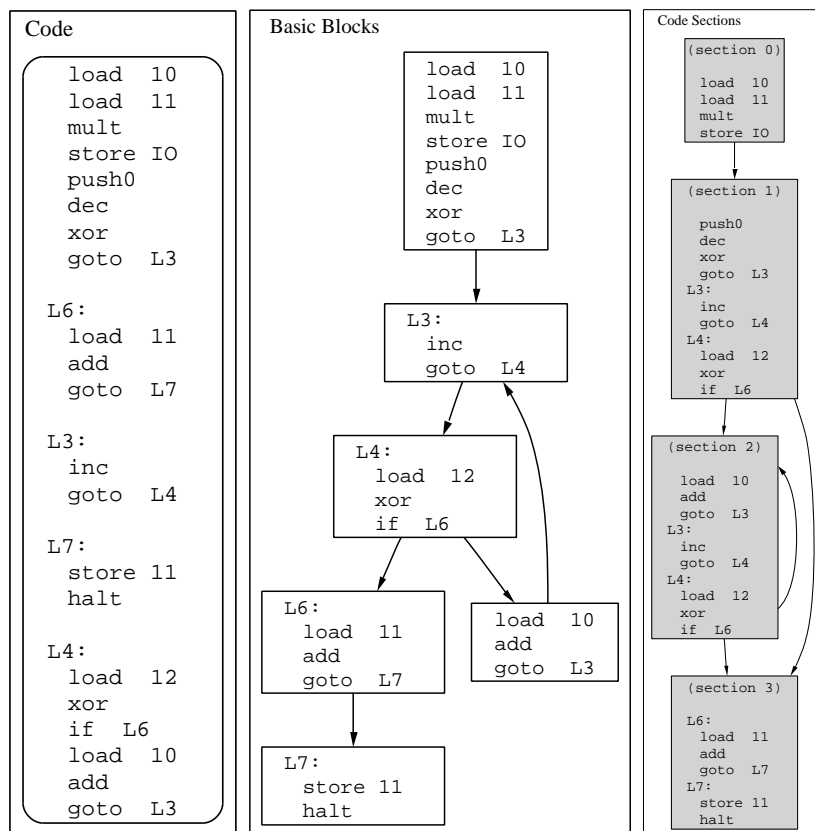 Code
load 10
load 11
mult
store IO
push0
dec
xor
goto L3
L6:
load 11
add
goto L7
L3:
inc
goto L4
L7:
store 11
halt
L4:
load 12
xor
if L6
load 10
add
goto L3
Basic Blocks
load 10
load 11
mult
store IO
push0
dec
xor
goto L3
L3:
inc
goto L4
L4:
load 12
xor
if L6
L6:
load 11
add
goto L7
load 10
add
goto L3
L7:
store 11
halt
Code Sections
(section 0)
load 10
load 11
mult
store IO
(section 1)
push0
dec
xor
goto L3
L3:
inc
goto L4
L4:
load 12
xor
if L6
(section 2)
load 10
add
goto L3
L3:
inc
goto L4
L4:
load 12
xor
if L6
(section 3)
L6:
load 11
add
goto L7
L7:
store 11
halt